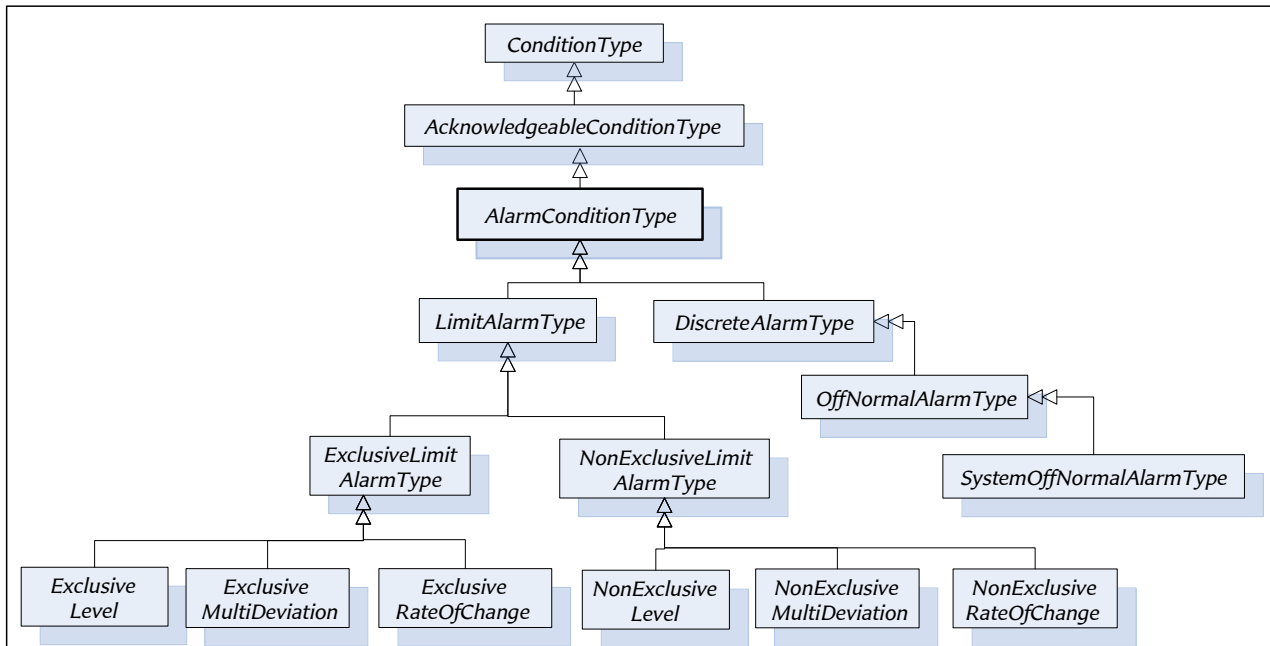 ConditionType
AcknowledgeableConditionType
AlarmConditionType
LimitAlarmType
DiscreteAlarmType
OffNormalAlarmType
ExclusiveLimit
AlarmType
NonExclusiveLimit
AlarmType
SystemOffNormalAlarmType
Exclusive
Level
Exclusive
MultiDeviation
Exclusive
RateOfChange
NonExclusive
Level
NonExclusive
MultiDeviation
NonExclusive
RateOfChange